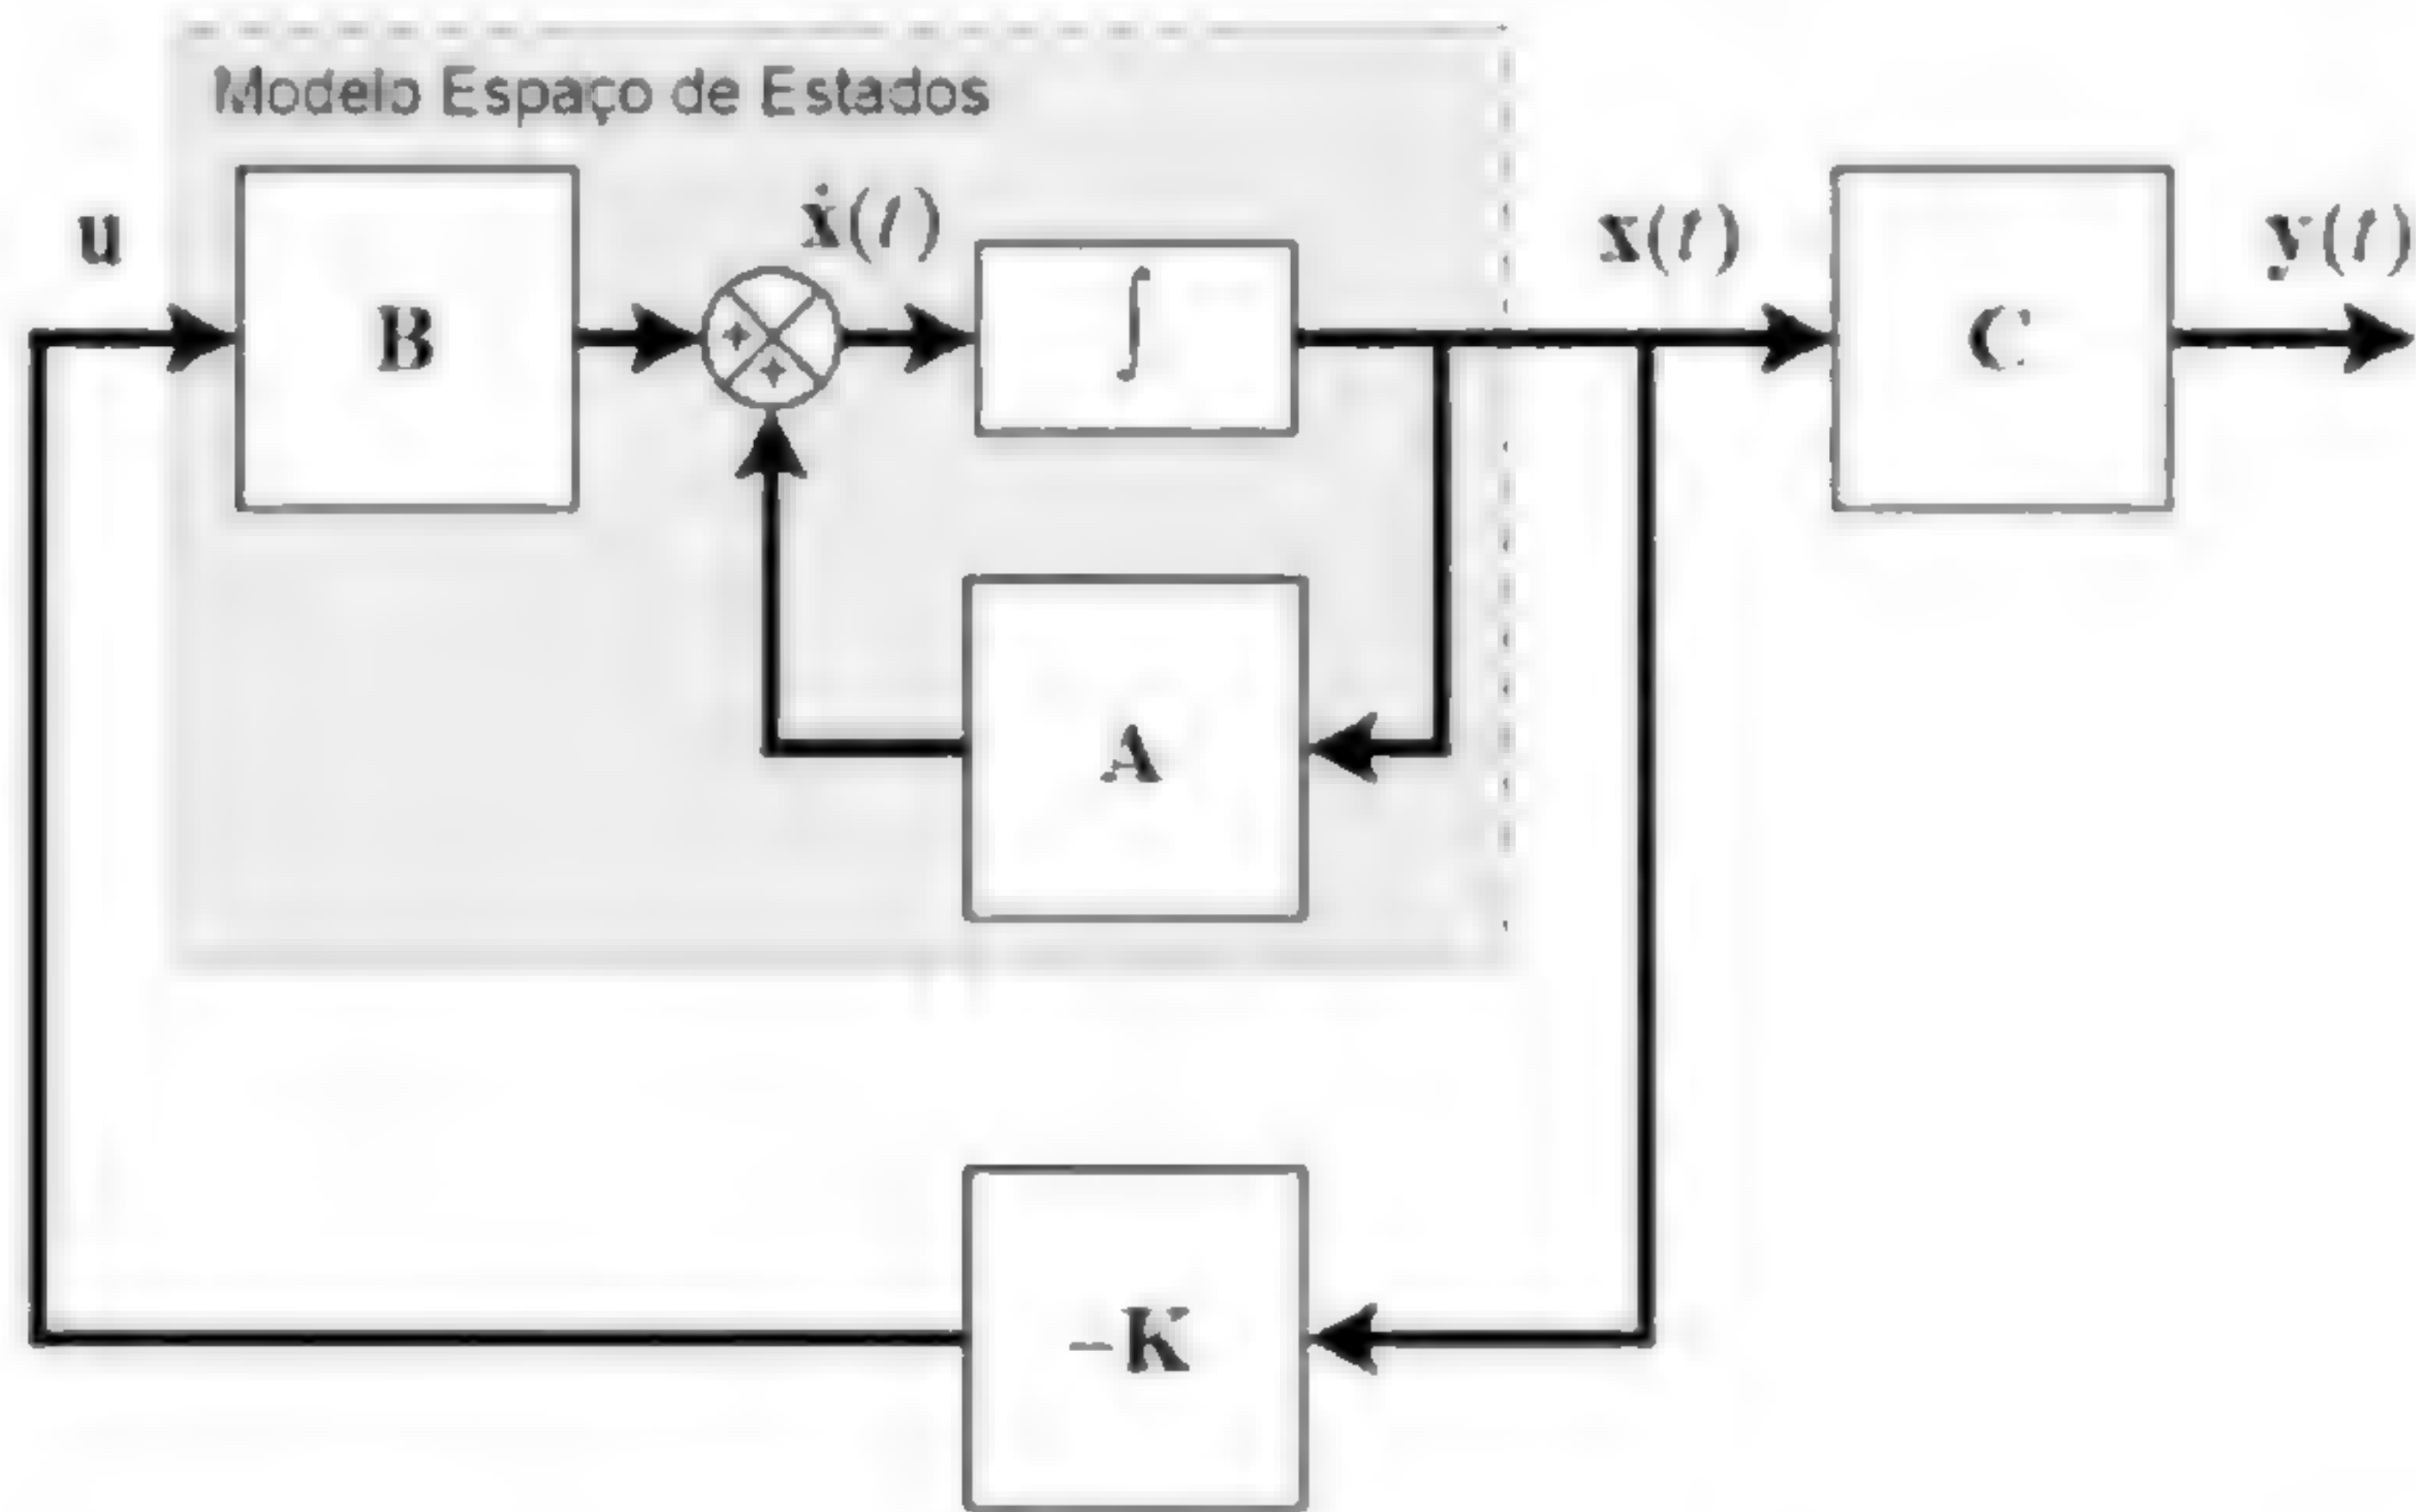 Modelo Espaço de Estados
u
B
ẋ(t)
∫
x(t)
C
y(t)
A
–K